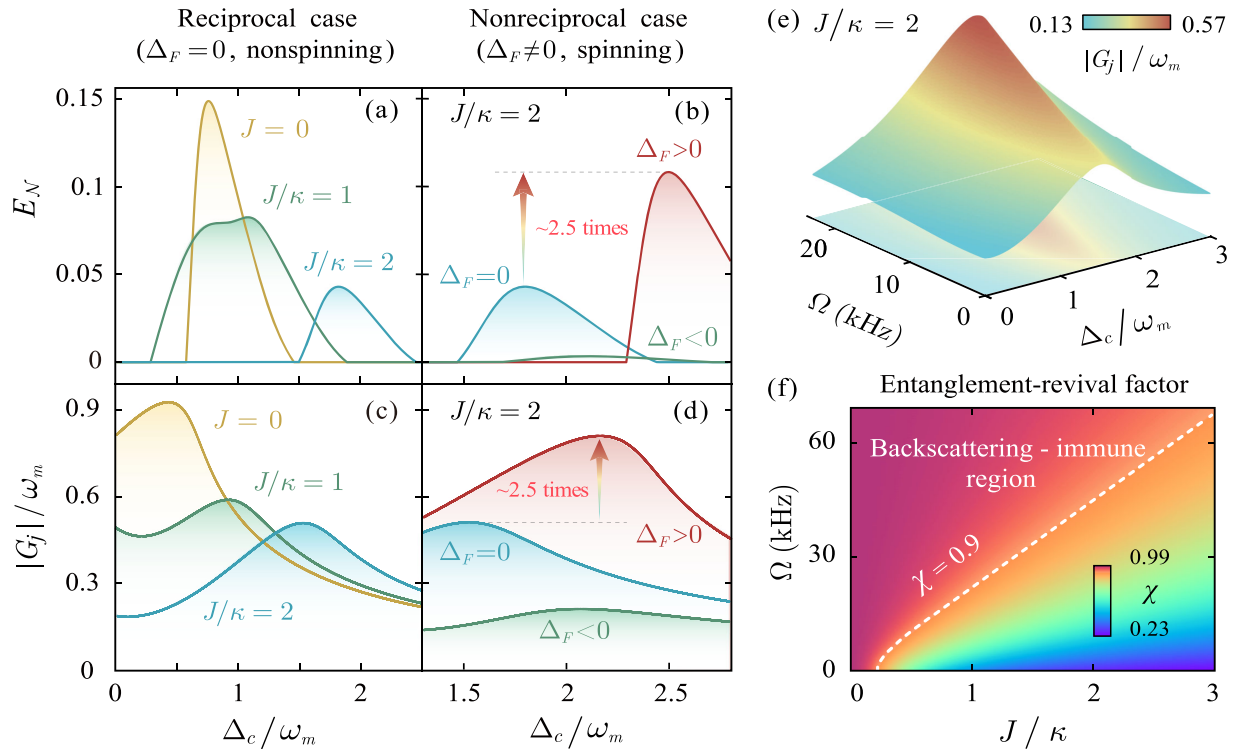 Reciprocal case
(Δ_F = 0, nonspinning)
Nonreciprocal case
(Δ_F ≠ 0, spinning)
(a)
0.15
0.1
0.05
0
E_𝒩
J = 0
J/κ = 1
J/κ = 2
(b)
J/κ = 2
Δ_F>0
~2.5 times
Δ_F=0
Δ_F<0
(c)
0.9
0.6
0.3
0
|G_j| / ω_m
J = 0
J/κ = 1
J/κ = 2
0
1
2
Δ_c / ω_m
(d)
J/κ = 2
~2.5 times
Δ_F>0
Δ_F=0
Δ_F<0
1.5
2
2.5
Δ_c / ω_m
(e)
J/κ = 2
0.13
0.57
|G_j| / ω_m
20
10
0
Ω (kHz)
0
1
2
3
Δ_c / ω_m
(f)
Entanglement-revival factor
Backscattering - immune
region
χ = 0.9
0.99
χ
0.23
60
30
0
Ω (kHz)
0
1
2
3
J / κ